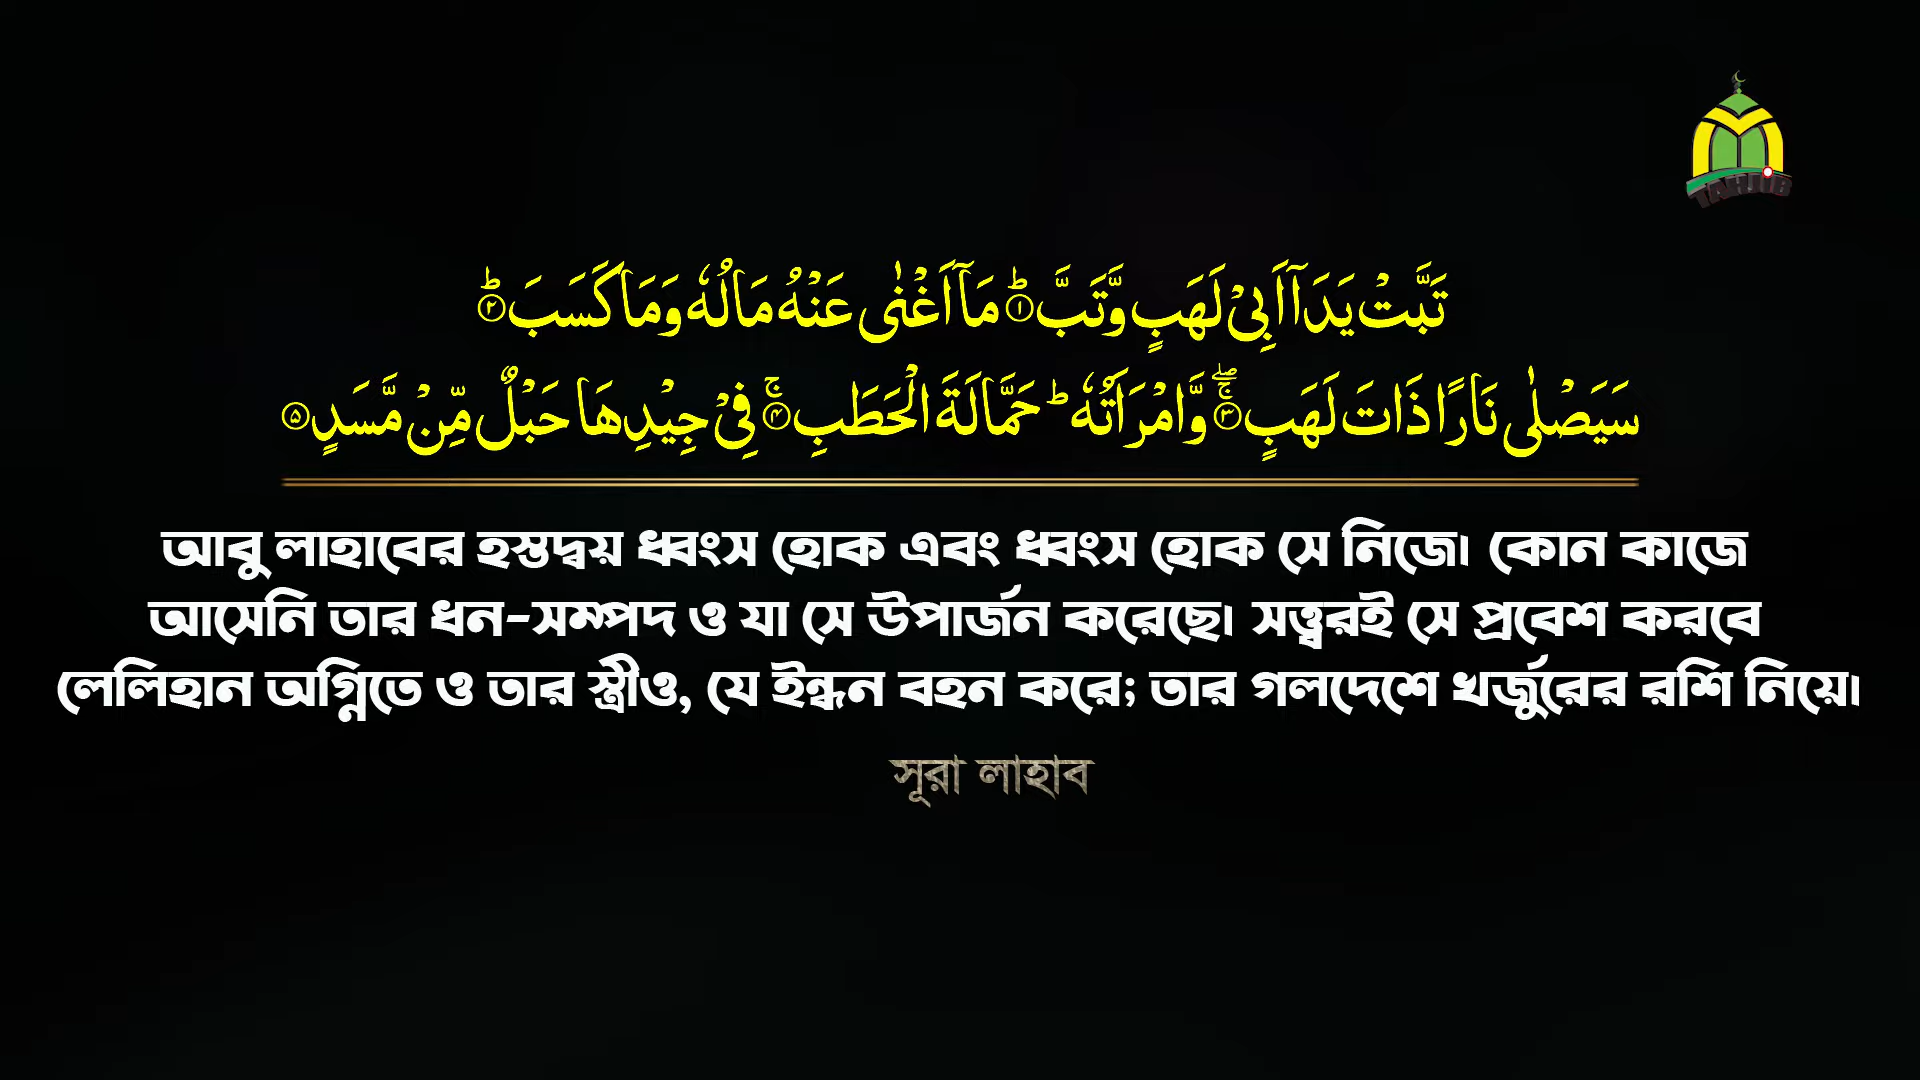 TAHJIB
تَبَّتْ يَدَآ اَبِىْ لَهَبٍ وَّتَبَّ ؕ﴿۱﴾ مَاۤ اَغْنٰى عَنْهُ مَالُهٗ وَمَا كَسَبَ ؕ﴿۲﴾
سَيَصْلٰى نَارًا ذَاتَ لَهَبٍ ۚۖ﴿۳﴾ وَّامْرَاَتُهٗ ؕ حَمَّالَةَ الْحَطَبِ ۚ﴿۴﴾ فِىْ جِيْدِهَا حَبْلٌ مِّنْ مَّسَدٍ ﴿۵﴾
আবু লাহাবের হস্তদ্বয় ধ্বংস হোক এবং ধ্বংস হোক সে নিজে। কোন কাজে
আসেনি তার ধন-সম্পদ ও যা সে উপার্জন করেছে। সত্ত্বরই সে প্রবেশ করবে
লেলিহান অগ্নিতে ও তার স্ত্রীও, যে ইন্ধন বহন করে; তার গলদেশে খর্জুরের রশি নিয়ে।
সূরা লাহাব